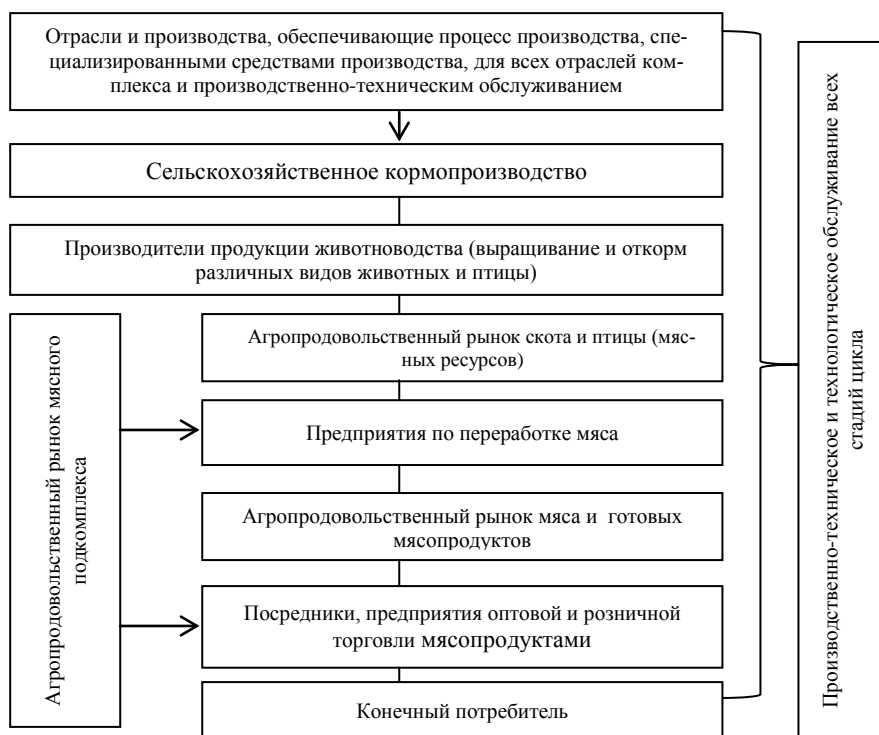 Отрасли и производства, обеспечивающие процесс производства, спе-
циализированными средствами производства, для всех отраслей ком-
плекса и производственно-техническим обслуживанием
Сельскохозяйственное кормопроизводство
Производители продукции животноводства (выращивание и откорм
различных видов животных и птицы)
Агропродовольственный рынок скота и птицы (мяс-
ных ресурсов)
Предприятия по переработке мяса
Агропродовольственный рынок мяса и готовых
мясопродуктов
Посредники, предприятия оптовой и розничной
торговли мясопродуктами
Конечный потребитель
Агропродовольственный рынок мясного
подкомплекса
Производственно-техническое и технологическое обслуживание всех
стадий цикла